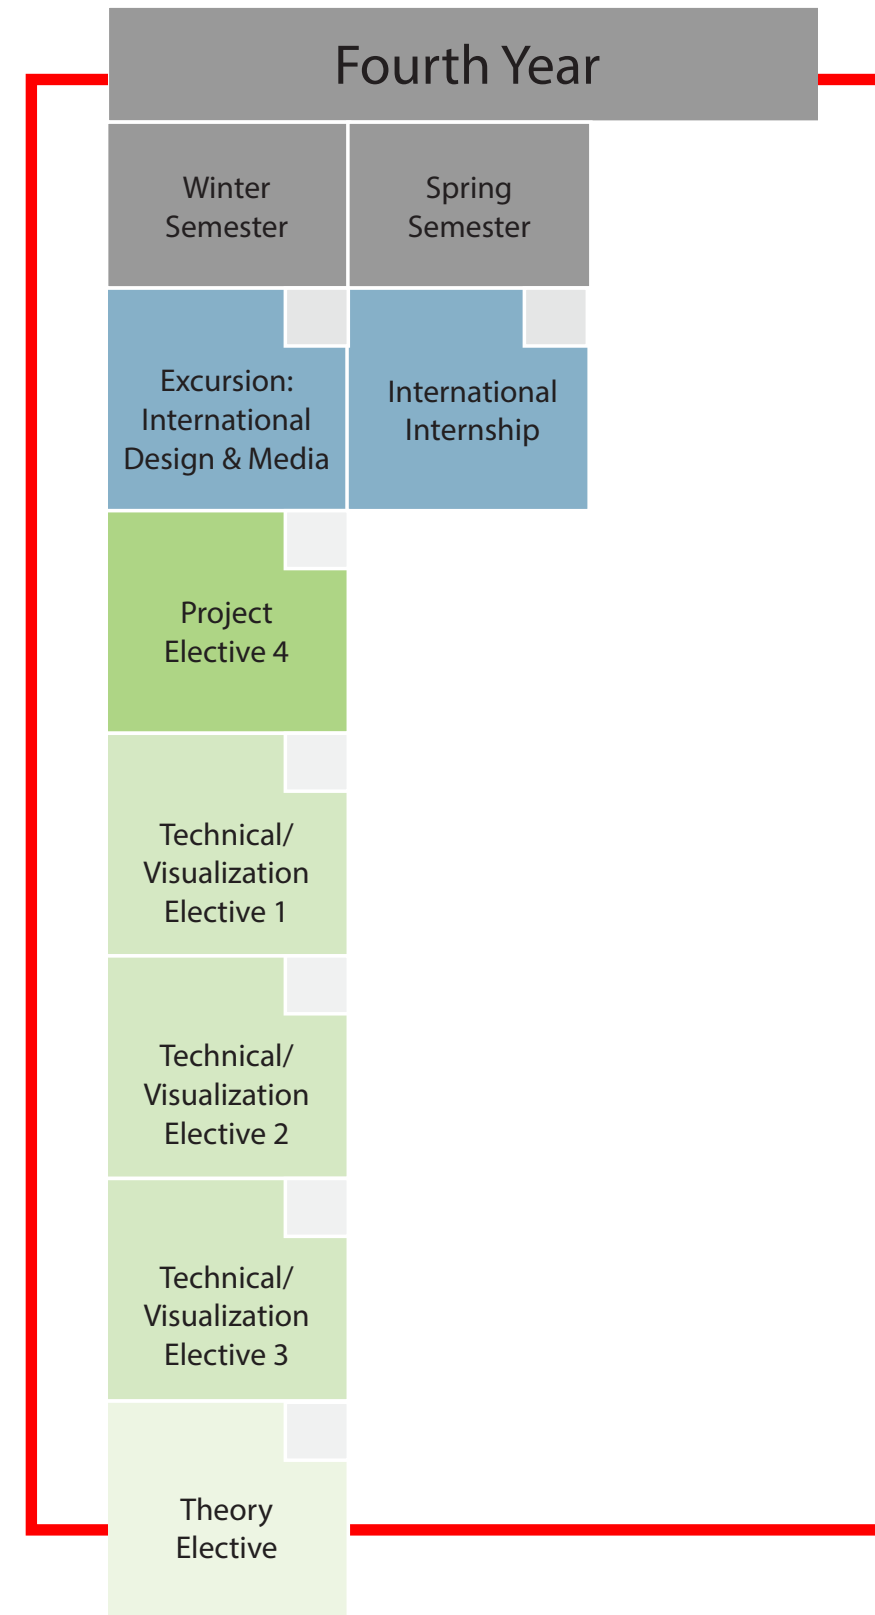 Fourth Year
Winter
Semester
Spring
Semester
Excursion:
International
Design & Media
International
Internship
Project
Elective 4
Technical/
Visualization
Elective 1
Technical/
Visualization
Elective 2
Technical/
Visualization
Elective 3
Theory
Elective